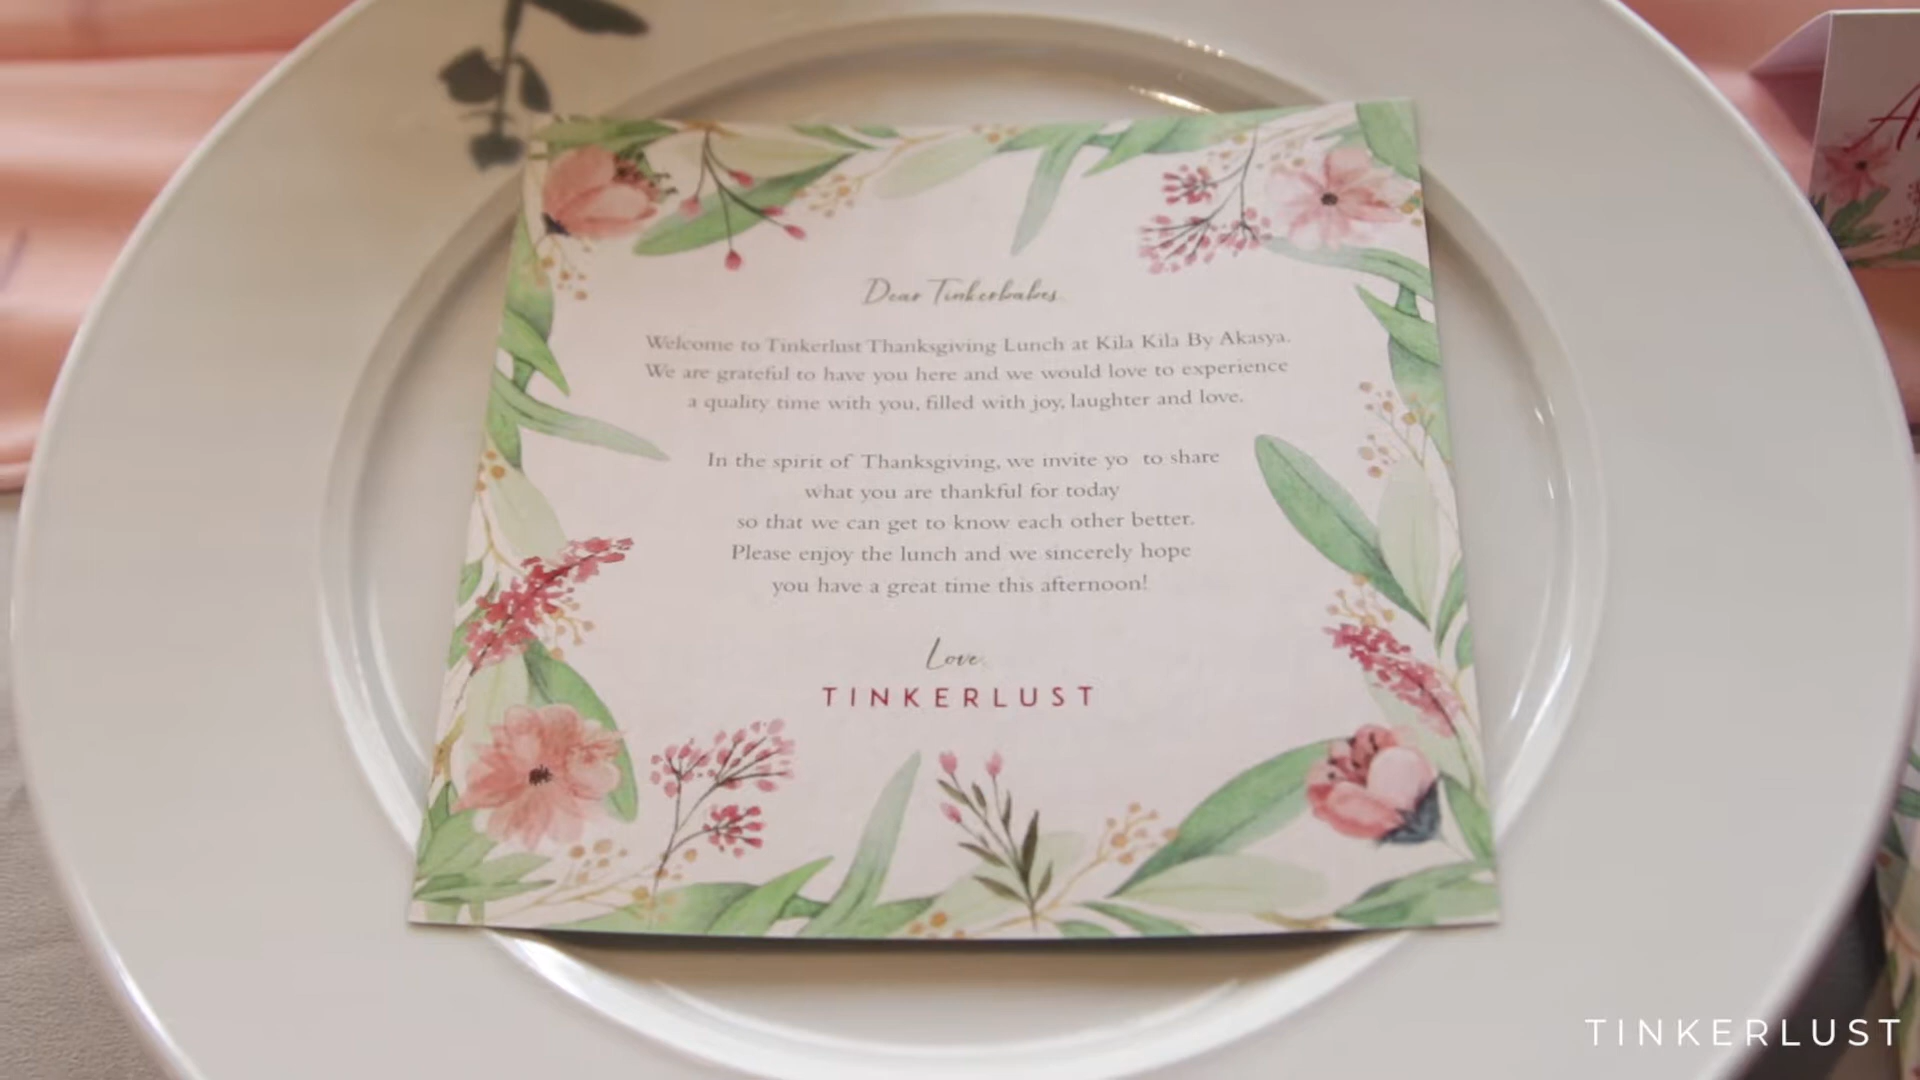 Dear Tinkerbabes,
Welcome to Tinkerlust Thanksgiving Lunch at Kila Kila By Akasya.
We are grateful to have you here and we would love to experience
a quality time with you, filled with joy, laughter and love.
In the spirit of Thanksgiving, we invite yo to share
what you are thankful for today
so that we can get to know each other better.
Please enjoy the lunch and we sincerely hope
you have a great time this afternoon!
Love,
TINKERLUST
TINKERLUST